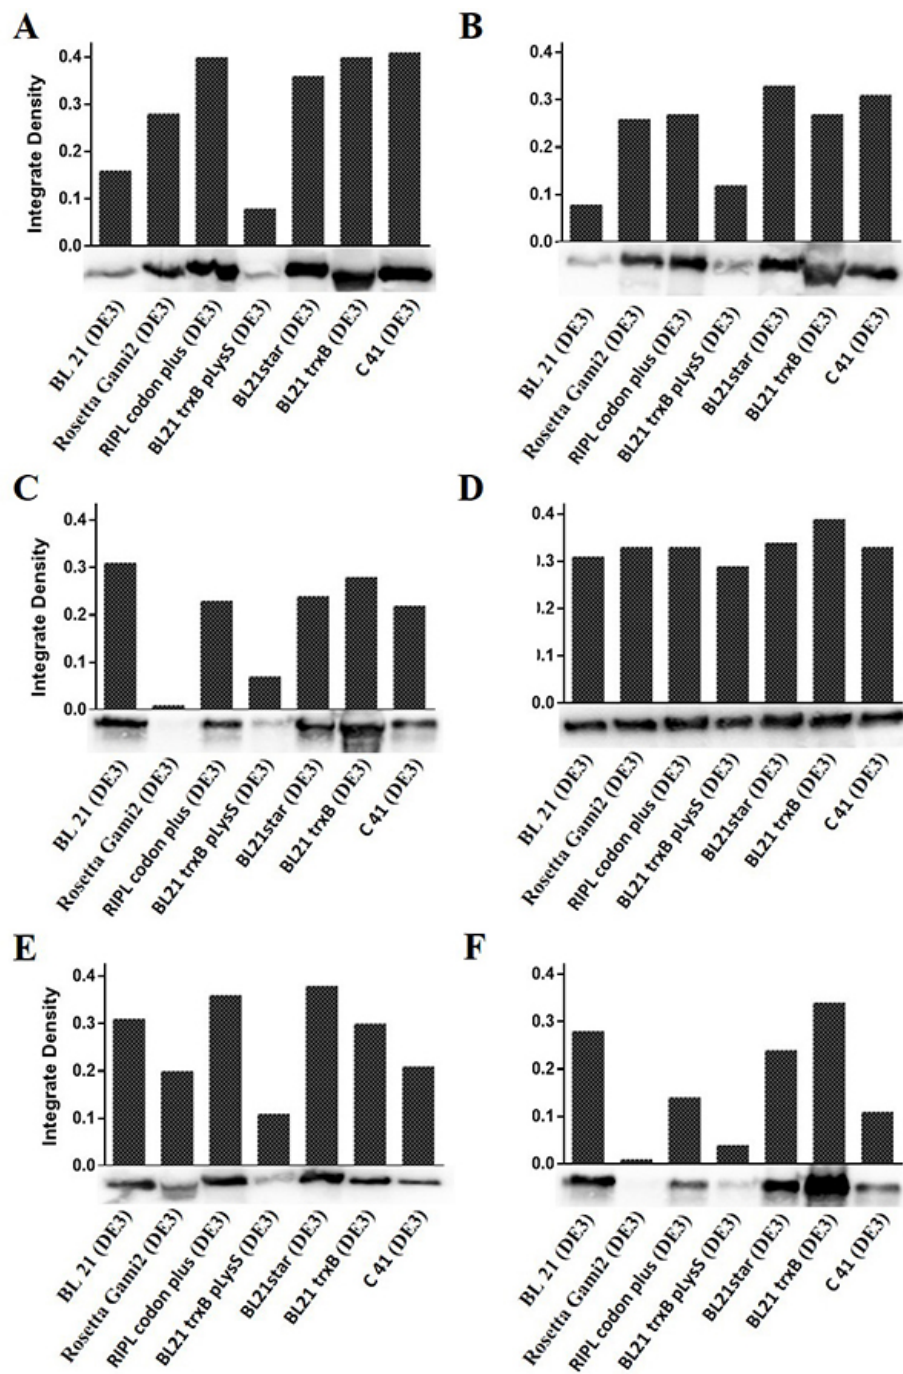 A
Integrate Density
0.4
0.3
0.2
0.1
0.0
BL 21 (DE3)
Rosetta Gami2 (DE3)
RIPL codon plus (DE3)
BL21 trxB pLysS (DE3)
BL21star (DE3)
BL21 trxB (DE3)
C 41 (DE3)
B
0.4
0.3
0.2
0.1
0.0
BL 21 (DE3)
Rosetta Gami2 (DE3)
RIPL codon plus (DE3)
BL21 trxB pLysS (DE3)
BL21star (DE3)
BL21 trxB (DE3)
C 41 (DE3)
C
Integrate Density
0.4
0.3
0.2
0.1
0.0
BL 21 (DE3)
Rosetta Gami2 (DE3)
RIPL codon plus (DE3)
BL21 trxB pLysS (DE3)
BL21star (DE3)
BL21 trxB (DE3)
C 41 (DE3)
D
0.4
0.3
0.2
0.1
0.0
BL 21 (DE3)
Rosetta Gami2 (DE3)
RIPL codon plus (DE3)
BL21 trxB pLysS (DE3)
BL21star (DE3)
BL21 trxB (DE3)
C 41 (DE3)
E
Integrate Density
0.4
0.3
0.2
0.1
0.0
BL 21 (DE3)
Rosetta Gami2 (DE3)
RIPL codon plus (DE3)
BL21 trxB pLysS (DE3)
BL21star (DE3)
BL21 trxB (DE3)
C 41 (DE3)
F
0.4
0.3
0.2
0.1
0.0
BL 21 (DE3)
Rosetta Gami2 (DE3)
RIPL codon plus (DE3)
BL21 trxB pLysS (DE3)
BL21star (DE3)
BL21 trxB (DE3)
C 41 (DE3)